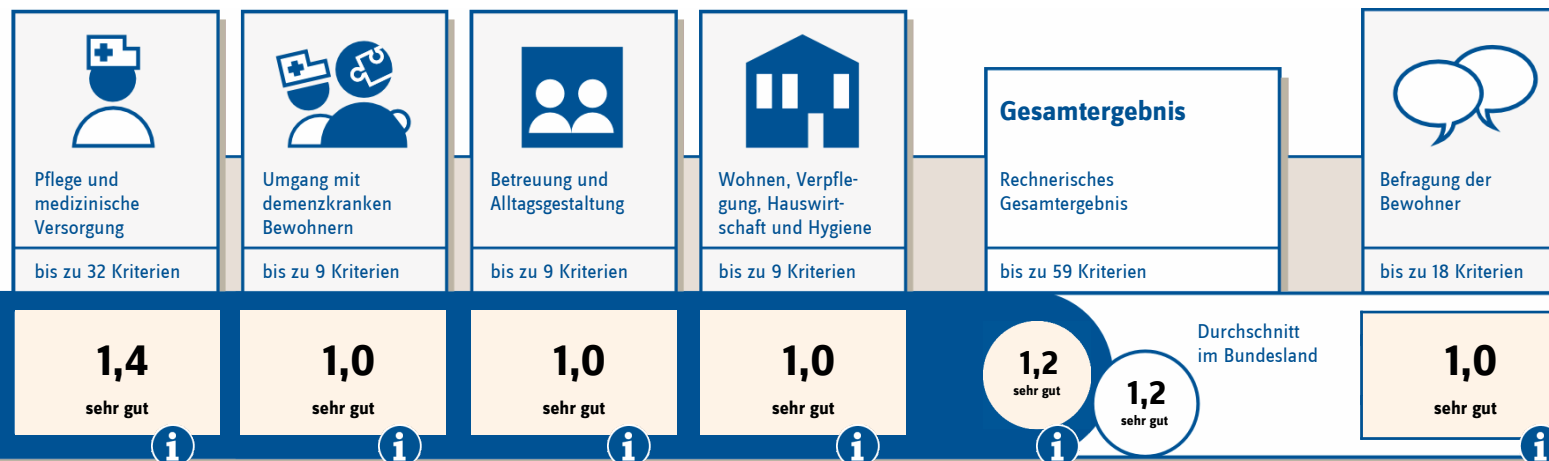 Pflege und
medizinische
Versorgung
bis zu 32 Kriterien
1,4
sehr gut
i
Umgang mit
demenzkranken
Bewohnern
bis zu 9 Kriterien
1,0
sehr gut
i
Betreuung und
Alltagsgestaltung
bis zu 9 Kriterien
1,0
sehr gut
i
Wohnen, Verpfle-
gung, Hauswirt-
schaft und Hygiene
bis zu 9 Kriterien
1,0
sehr gut
i
Gesamtergebnis
Rechnerisches
Gesamtergebnis
bis zu 59 Kriterien
1,2
sehr gut
i
Durchschnitt
im Bundesland
1,2
sehr gut
Befragung der
Bewohner
bis zu 18 Kriterien
1,0
sehr gut
i